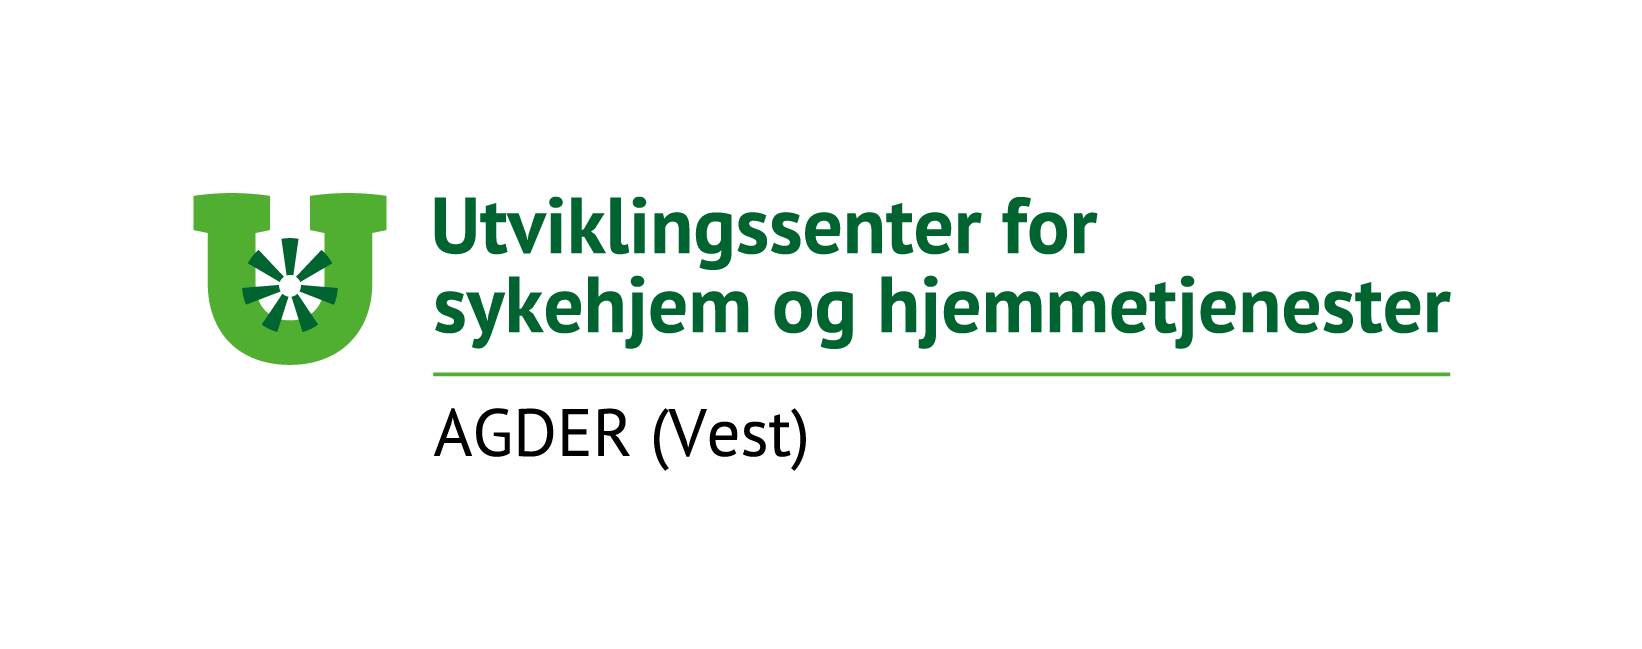 Utviklingssenter for
sykehjem og hjemmetjenester
AGDER (Vest)